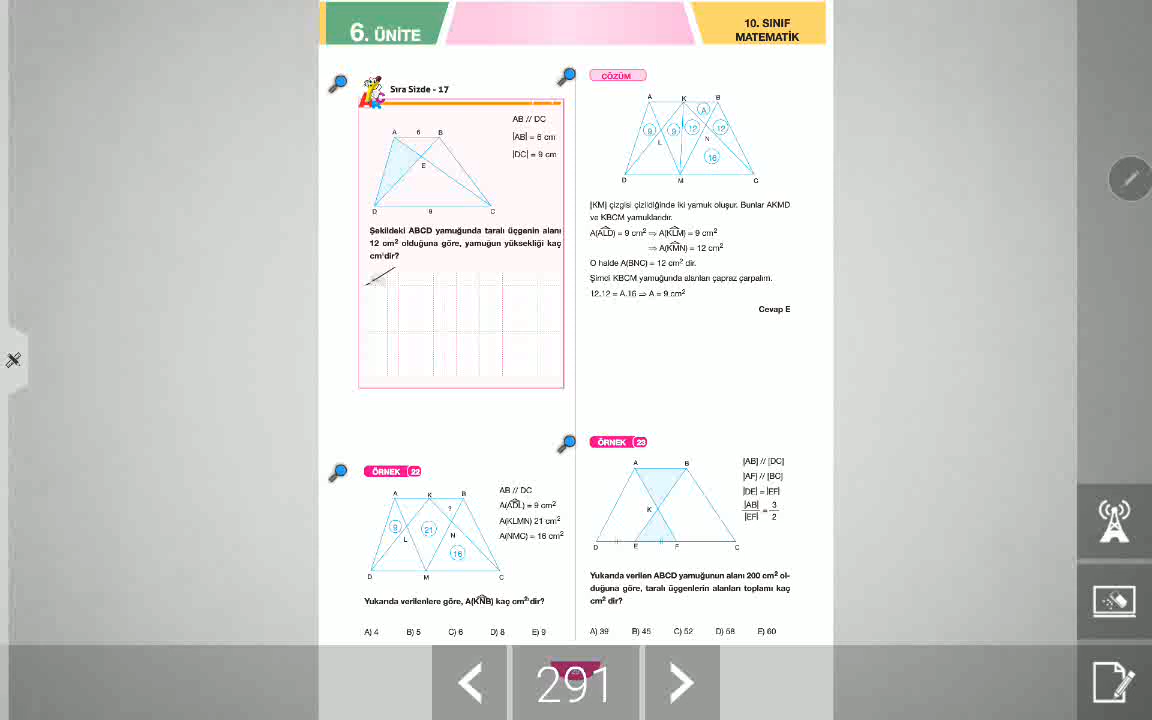 6. ÜNİTE
10. SINIF
MATEMATİK
Sıra Sizde - 17
AB // DC
|AB| = 6 cm
|DC| = 9 cm
A 6 B
E
D 9 C
Şekildeki ABCD yamuğunda taralı üçgenin alanı
12 cm² olduğuna göre, yamuğun yüksekliği kaç
cm'dir?
ÖRNEK 22
AB // DC
A(ADL) = 9 cm²
A(KLMN) 21 cm²
A(NMC) = 16 cm²
A K B
?
9 21 N
L 16
D M C
Yukarıda verilenlere göre, A(KNB) kaç cm² dir?
A) 4 B) 5 C) 6 D) 8 E) 9
ÇÖZÜM
A K B
A
9 9 12 12
L N
16
D M C
[KM] çizgisi çizildiğinde iki yamuk oluşur. Bunlar AKMD
ve KBCM yamuklarıdır.
A(ALD) = 9 cm² ⇒ A(KLM) = 9 cm²
⇒ A(KMN) = 12 cm²
O halde A(BNC) = 12 cm² dir.
Şimdi KBCM yamuğunda alanları çapraz çarpalım.
12.12 = A.16 ⇒ A = 9 cm²
Cevap E
ÖRNEK 23
[AB] // [DC]
[AF] // [BC]
|DE| = |EF|
|AB| / |EF| = 3 / 2
A B
K
D E F C
Yukarıda verilen ABCD yamuğunun alanı 200 cm² ol-
duğuna göre, taralı üçgenlerin alanları toplamı kaç
cm² dir?
A) 39 B) 45 C) 52 D) 58 E) 60
291